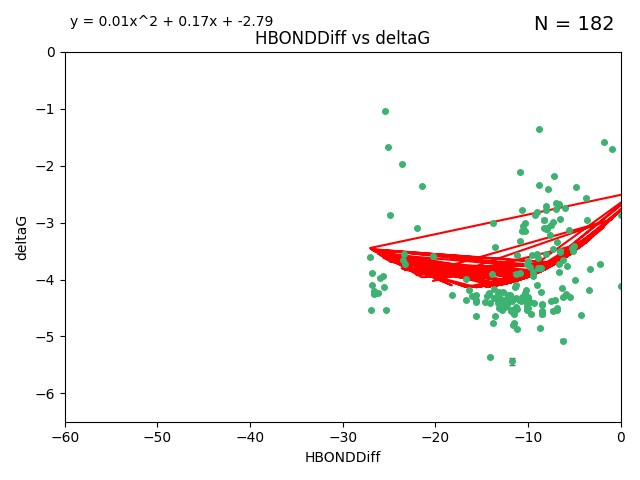 y = 0.01x^2 + 0.17x + -2.79
N = 182
HBONDDiff vs deltaG
0
−1
−2
−3
−4
−5
−6
deltaG
−60 −50 −40 −30 −20 −10 0
HBONDDiff